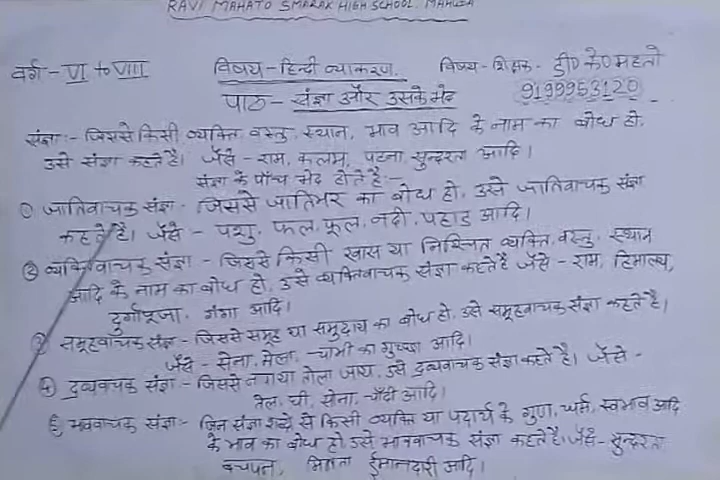 RAVI MAHATO SMARAK HIGH SCHOOL. MAHUDA
वर्ग - VI to VIII विषय - हिन्दी व्याकरण. विषय - शिक्षक - डी० के० महतो
पाठ - संज्ञा और उसके भेद 9199953120
संज्ञा :- जिससे किसी व्यक्ति, वस्तु, स्थान, भाव आदि के नाम का बोध हो,
उसे संज्ञा कहते हैं। जैसे - राम, कलम, पटना, सुन्दरता आदि।
संज्ञा के पाँच भेद होते हैं :-
① जातिवाचक संज्ञा - जिससे जातिभर का बोध हो, उसे जातिवाचक संज्ञा
कहते हैं। जैसे - पशु, फल, फूल, नदी, पहाड़ आदि।
② व्यक्तिवाचक संज्ञा - जिससे किसी खास या निश्चित व्यक्ति, वस्तु, स्थान
आदि के नाम का बोध हो, उसे व्यक्तिवाचक संज्ञा कहते हैं जैसे - राम, हिमालय,
दुर्गापूजा, गंगा आदि।
③ समूहवाचक संज्ञा - जिससे समूह या समुदाय का बोध हो, उसे समूहवाचक संज्ञा कहते हैं।
जैसे - सेना, मेला, चाभी का गुच्छा आदि।
④ द्रव्यवाचक संज्ञा - जिससे नापा या तोला जाय, उसे द्रव्यवाचक संज्ञा कहते हैं। जैसे -
तेल, घी, सोना, चाँदी आदि।
⑤ भाववाचक संज्ञा :- जिन संज्ञा शब्दों से किसी व्यक्ति या पदार्थ के गुण, धर्म, स्वभाव आदि
के भाव का बोध हो उसे भाववाचक संज्ञा कहते हैं। जैसे - सुन्दरता
बचपन, मित्रता ईमानदारी आदि।